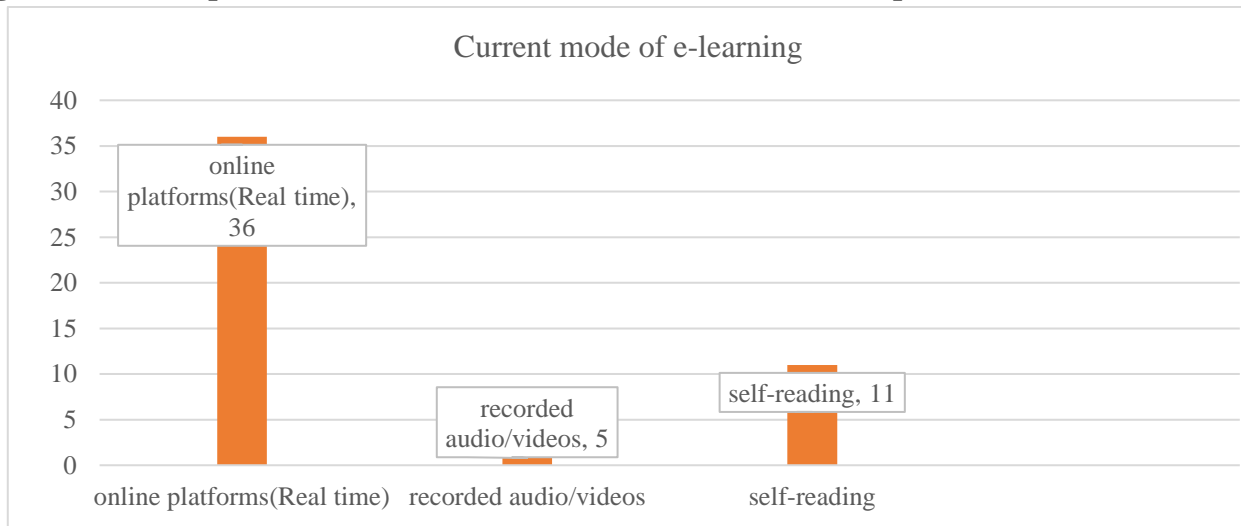 Current mode of e-learning
40
35
30
25
20
15
10
5
0
online
platforms(Real time),
36
recorded
audio/videos, 5
self-reading, 11
online platforms(Real time)
recorded audio/videos
self-reading